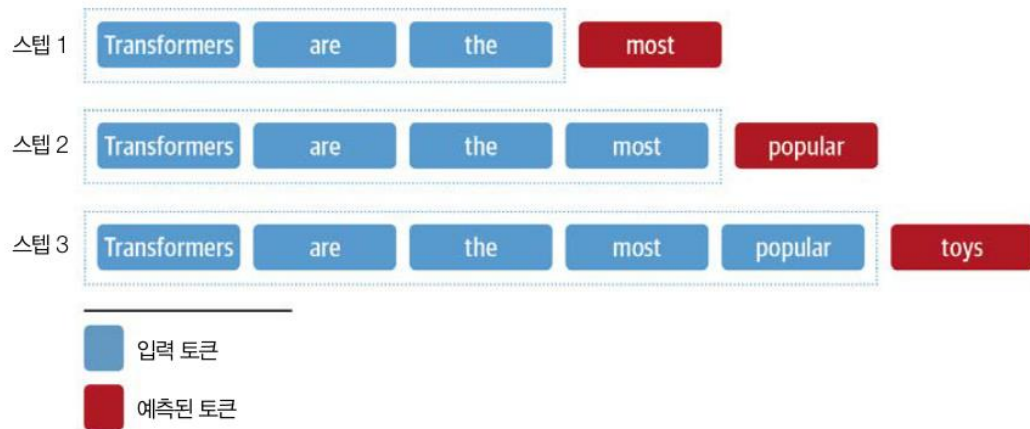 스텝 1 Transformers are the most
스텝 2 Transformers are the most popular
스텝 3 Transformers are the most popular toys
입력 토큰
예측된 토큰